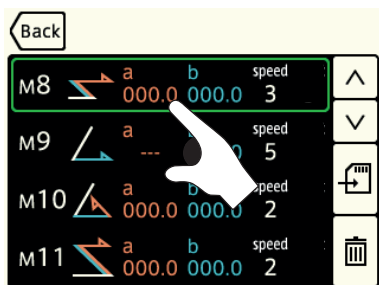 Back
M8 a 000.0 b 000.0 speed 3
M9 a --- b speed 5
M10 a 000.0 b 000.0 speed 2
M11 a 000.0 b 000.0 speed 2